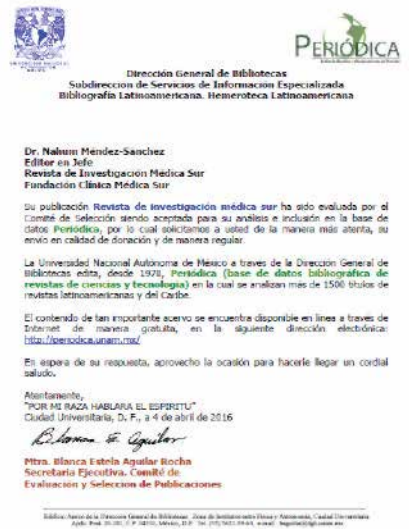 PERIÓDICA
Dirección General de Bibliotecas
Subdirección de Servicios de Información Especializada
Bibliografía Latinoamericana. Hemeroteca Latinoamericana
Dr. Nahum Méndez-Sanchez
Editor en Jefe
Revista de Investigación Médica Sur
Fundación Clínica Médica Sur
Su publicación Revista de investigación médica sur ha sido evaluada por el
Comité de Selección siendo aceptada para su análisis e inclusión en la base de
datos Periódica, por lo cual solicitamos a usted de la manera más atenta, su
envío en calidad de donación y de manera regular.
La Universidad Nacional Autónoma de México a traves de la Dirección General de
Bibliotecas edita, desde 1978, Periódica (base de datos bibliográfica de
revistas de ciencias y tecnología) en la cual se analizan más de 1500 títulos de
revistas latinoamericanas y del Caribe.
El contenido de tan importante acervo se encuentra disponible en línea a traves de
Internet de manera gratuita, en la siguiente dirección electrónica:
http://periodica.unam.mx/
En espera de su respuesta, aprovecho la ocasión para hacerle llegar un cordial
saludo.
Atentamente,
"POR MI RAZA HABLARA EL ESPIRITU"
Ciudad Universitaria, D. F., a 4 de abril de 2016
Blanca E. Aguilar
Mtra. Blanca Estela Aguilar Rocha
Secretaria Ejecutiva. Comité de
Evaluación y Seleccion de Publicaciones